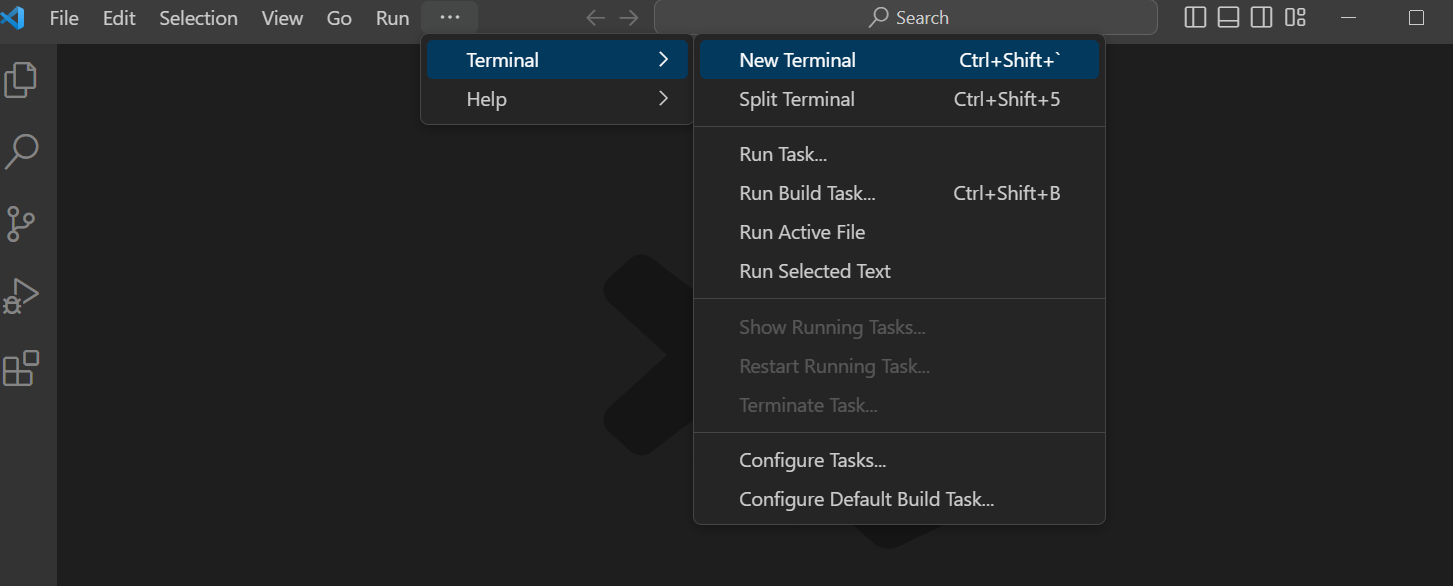 File Edit Selection View Go Run ··· Search
Terminal
Help
New Terminal Ctrl+Shift+`
Split Terminal Ctrl+Shift+5
Run Task...
Run Build Task... Ctrl+Shift+B
Run Active File
Run Selected Text
Show Running Tasks...
Restart Running Task...
Terminate Task...
Configure Tasks...
Configure Default Build Task...